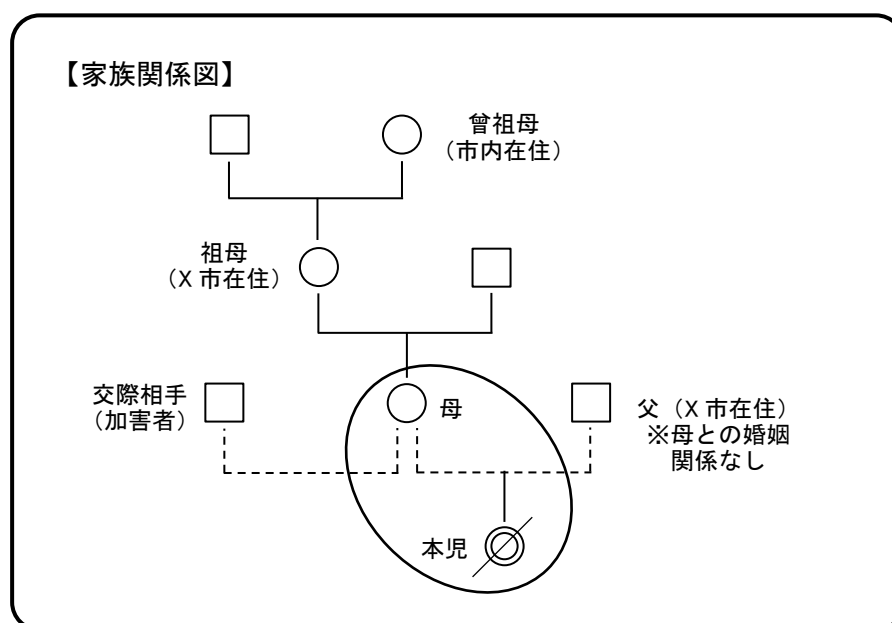 【家族関係図】
曾祖母
（市内在住）
祖母
（X 市在住）
交際相手
（加害者）
母
父（X 市在住）
※母との婚姻
関係なし
本児